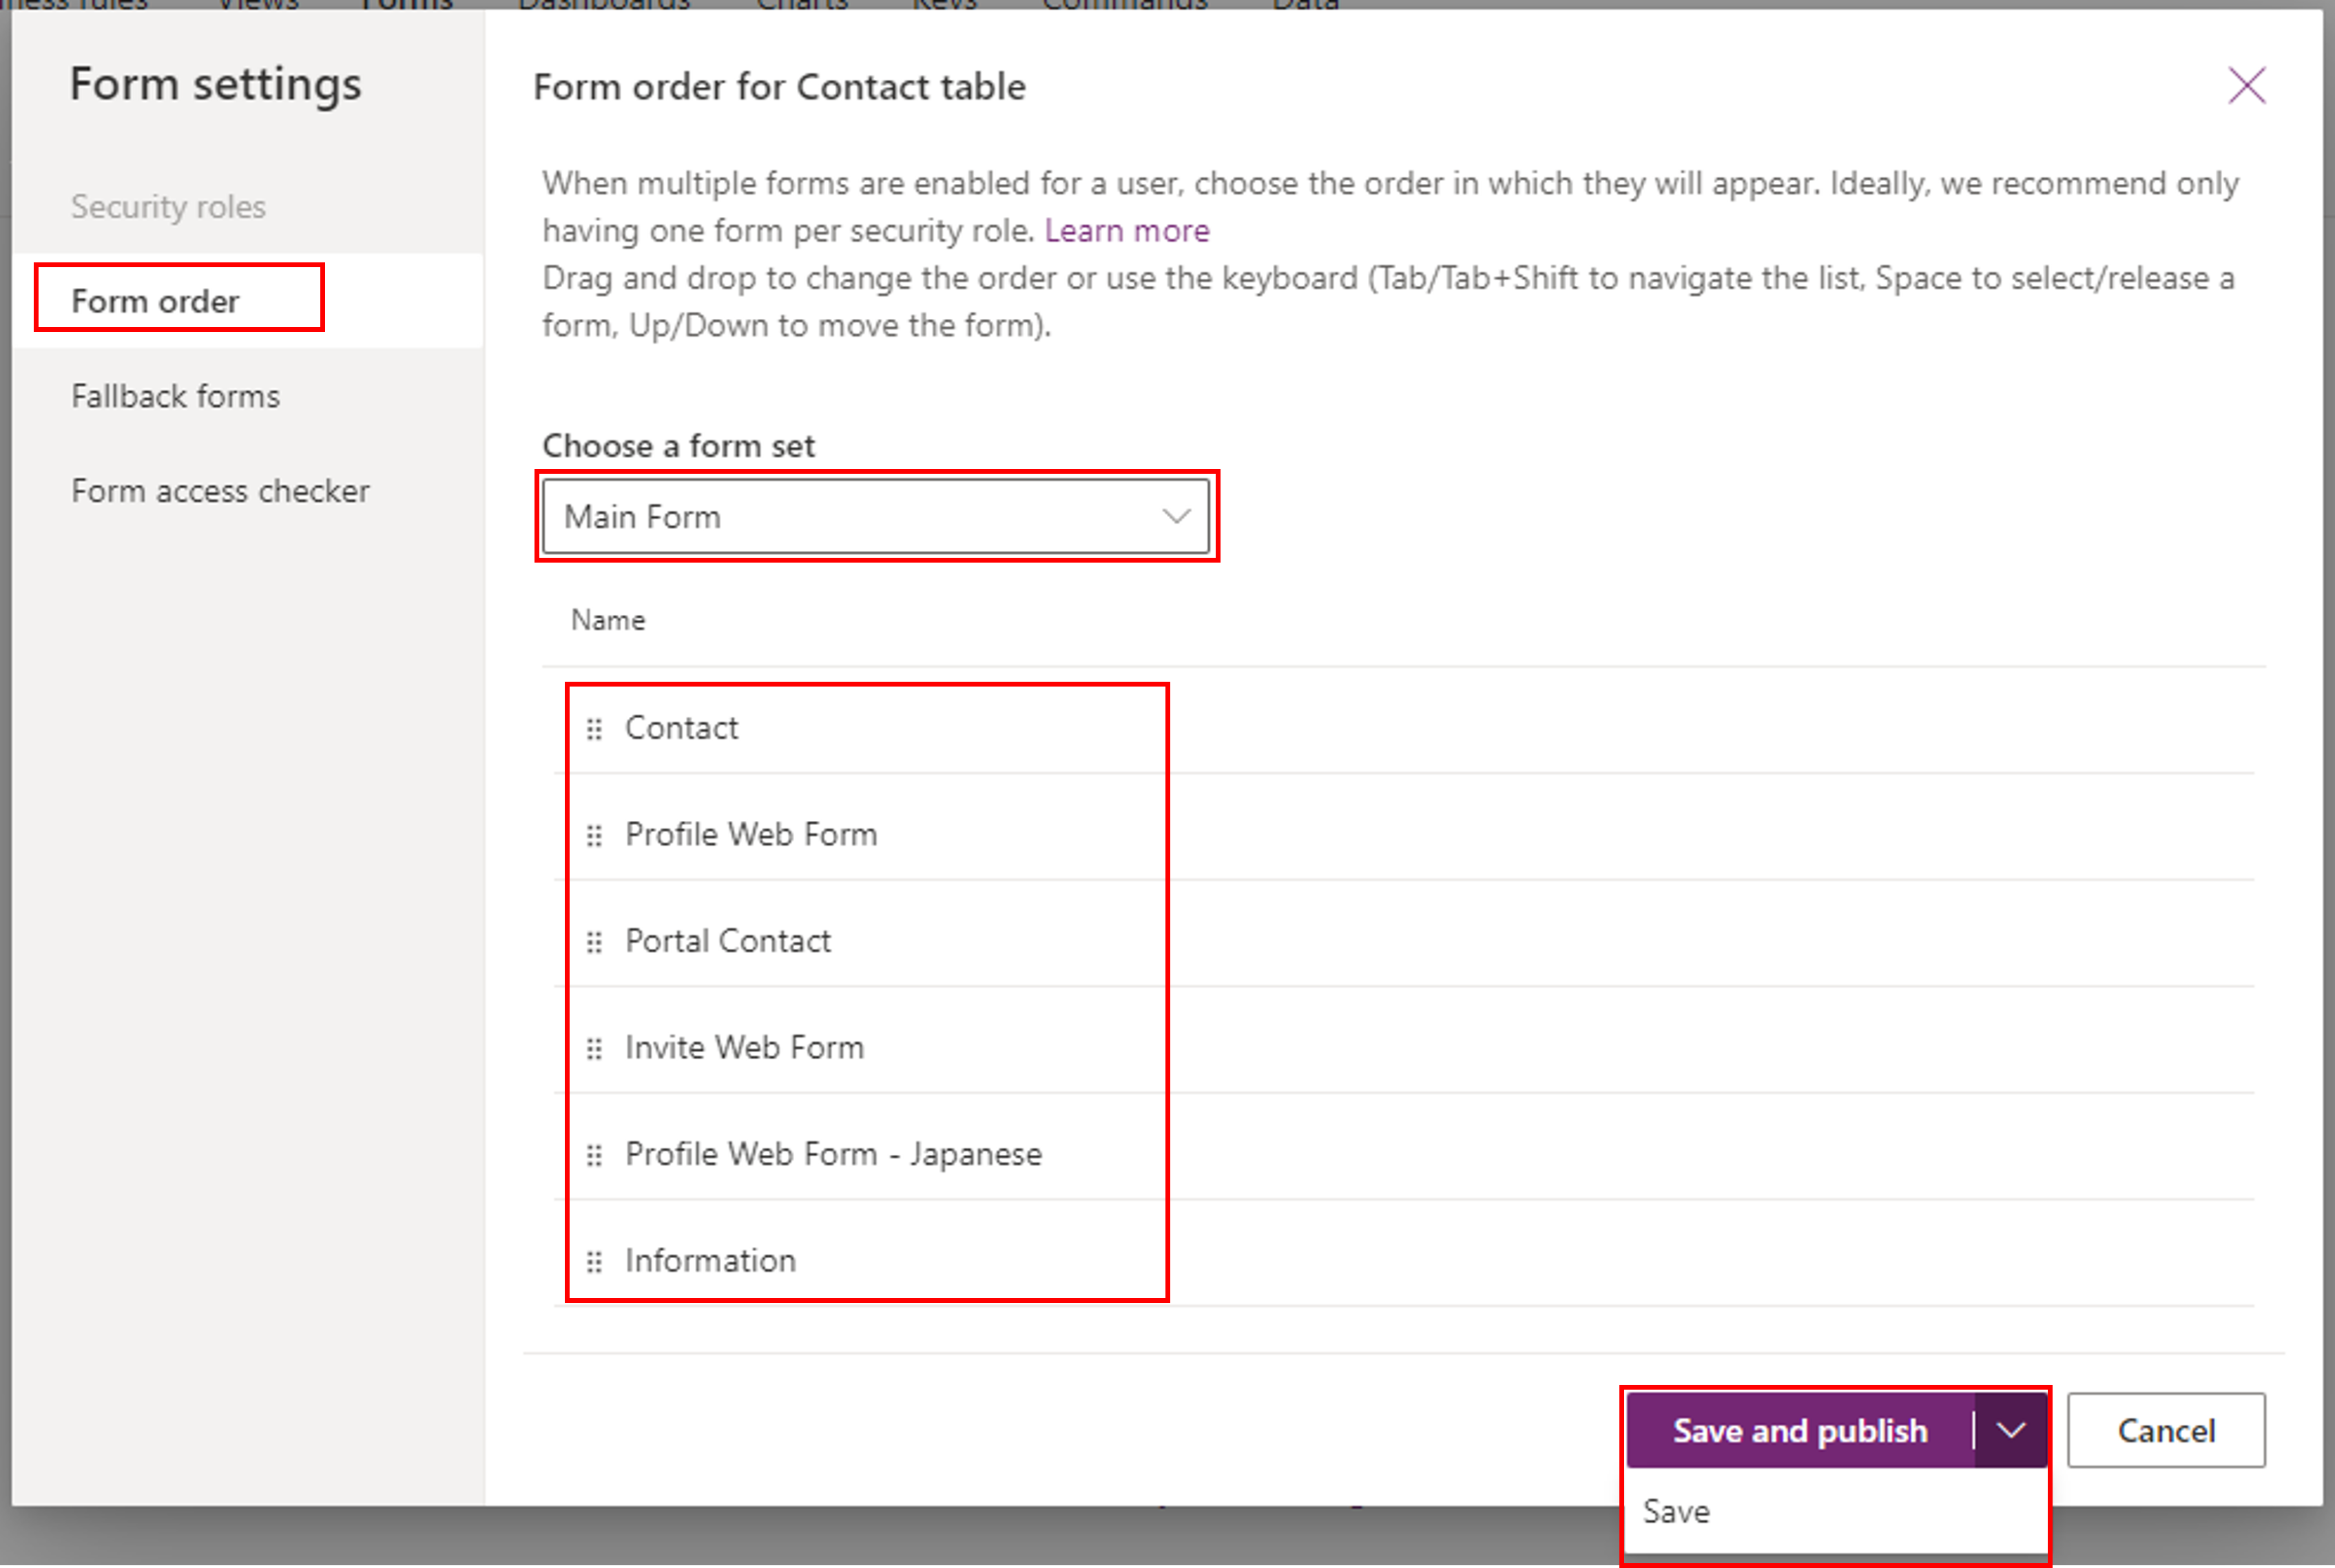 ness rules Views Forms Dashboards Charts Keys Commands Data
Form settings
Security roles
Form order
Fallback forms
Form access checker
Form order for Contact table
When multiple forms are enabled for a user, choose the order in which they will appear. Ideally, we recommend only
having one form per security role. Learn more
Drag and drop to change the order or use the keyboard (Tab/Tab+Shift to navigate the list, Space to select/release a
form, Up/Down to move the form).
Choose a form set
Main Form
Name
Contact
Profile Web Form
Portal Contact
Invite Web Form
Profile Web Form - Japanese
Information
Save and publish
Cancel
Save